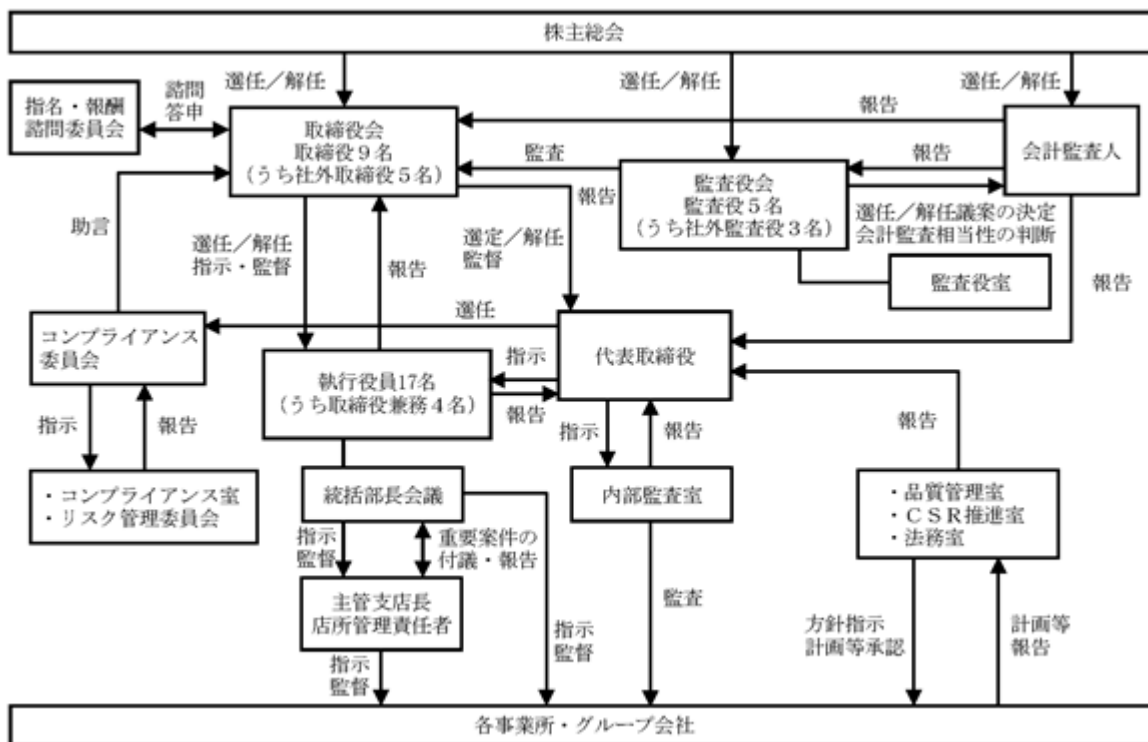 株主総会
選任／解任
選任／解任
選任／解任
指名・報酬
諮問委員会
諮問
答申
取締役会
取締役９名
（うち社外取締役５名）
報告
会計監査人
監査
報告
監査役会
監査役５名
（うち社外監査役３名）
選任／解任議案の決定
会計監査相当性の判断
監査役室
報告
助言
選任／解任
指示・監督
報告
報告
選定／解任
監督
選任
コンプライアンス
委員会
執行役員17名
（うち取締役兼務４名）
指示
報告
代表取締役
指示
報告
指示
報告
報告
・コンプライアンス室
・リスク管理委員会
統括部長会議
内部監査室
・品質管理室
・ＣＳＲ推進室
・法務室
指示
監督
重要案件の
付議・報告
主管支店長
店所管理責任者
指示
監督
指示
監督
監査
方針指示
計画等承認
計画等
報告
各事業所・グループ会社